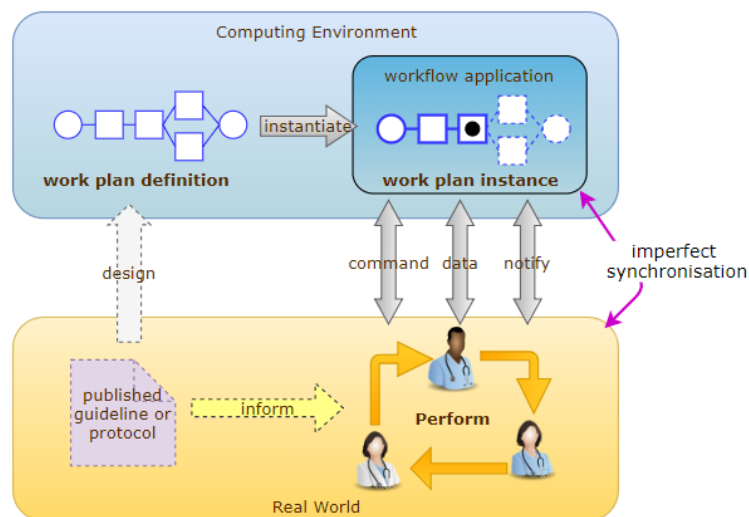 Computing Environment
workflow application
instantiate
work plan definition
work plan instance
design
command
data
notify
imperfect
synchronisation
published
guideline or
protocol
inform
Perform
Real World